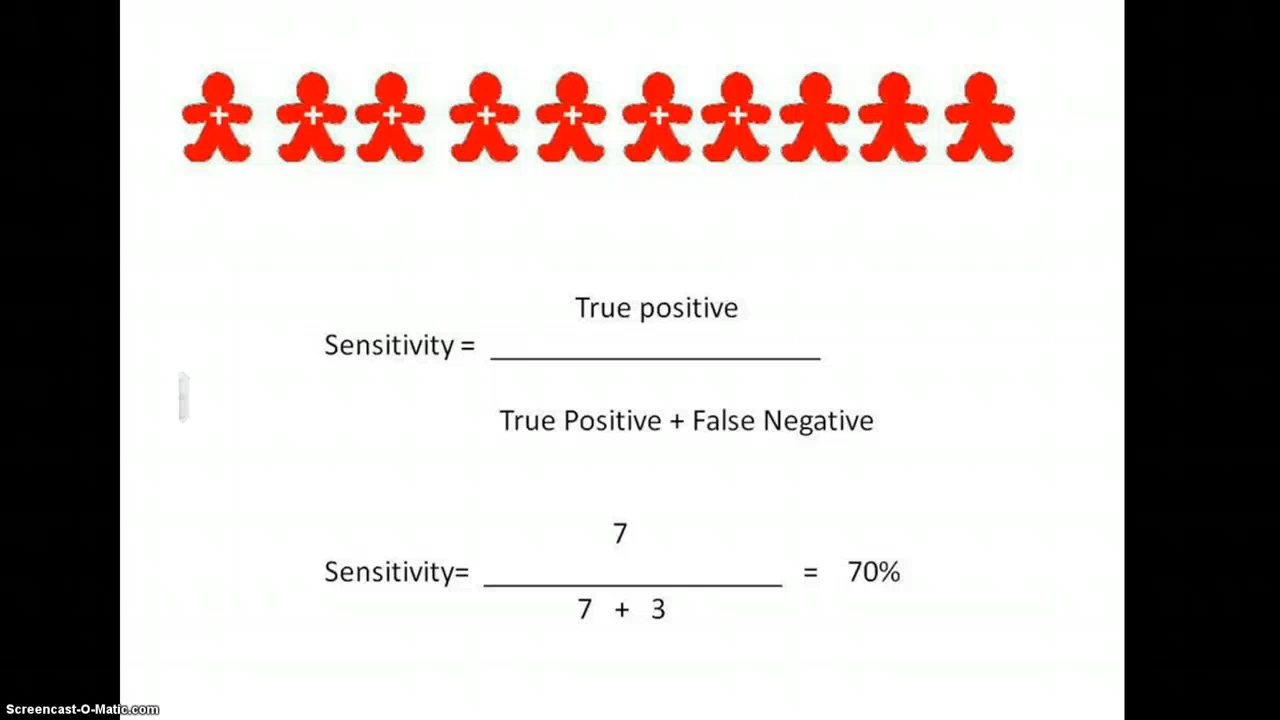 + + + + + + +
True positive
Sensitivity =
True Positive + False Negative
7
Sensitivity= = 70%
7 + 3
Screencast-O-Matic.com